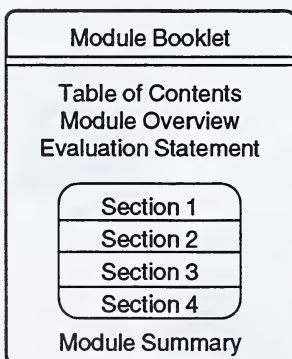 Module Booklet
Table of Contents
Module Overview
Evaluation Statement
Section 1
Section 2
Section 3
Section 4
Module Summary